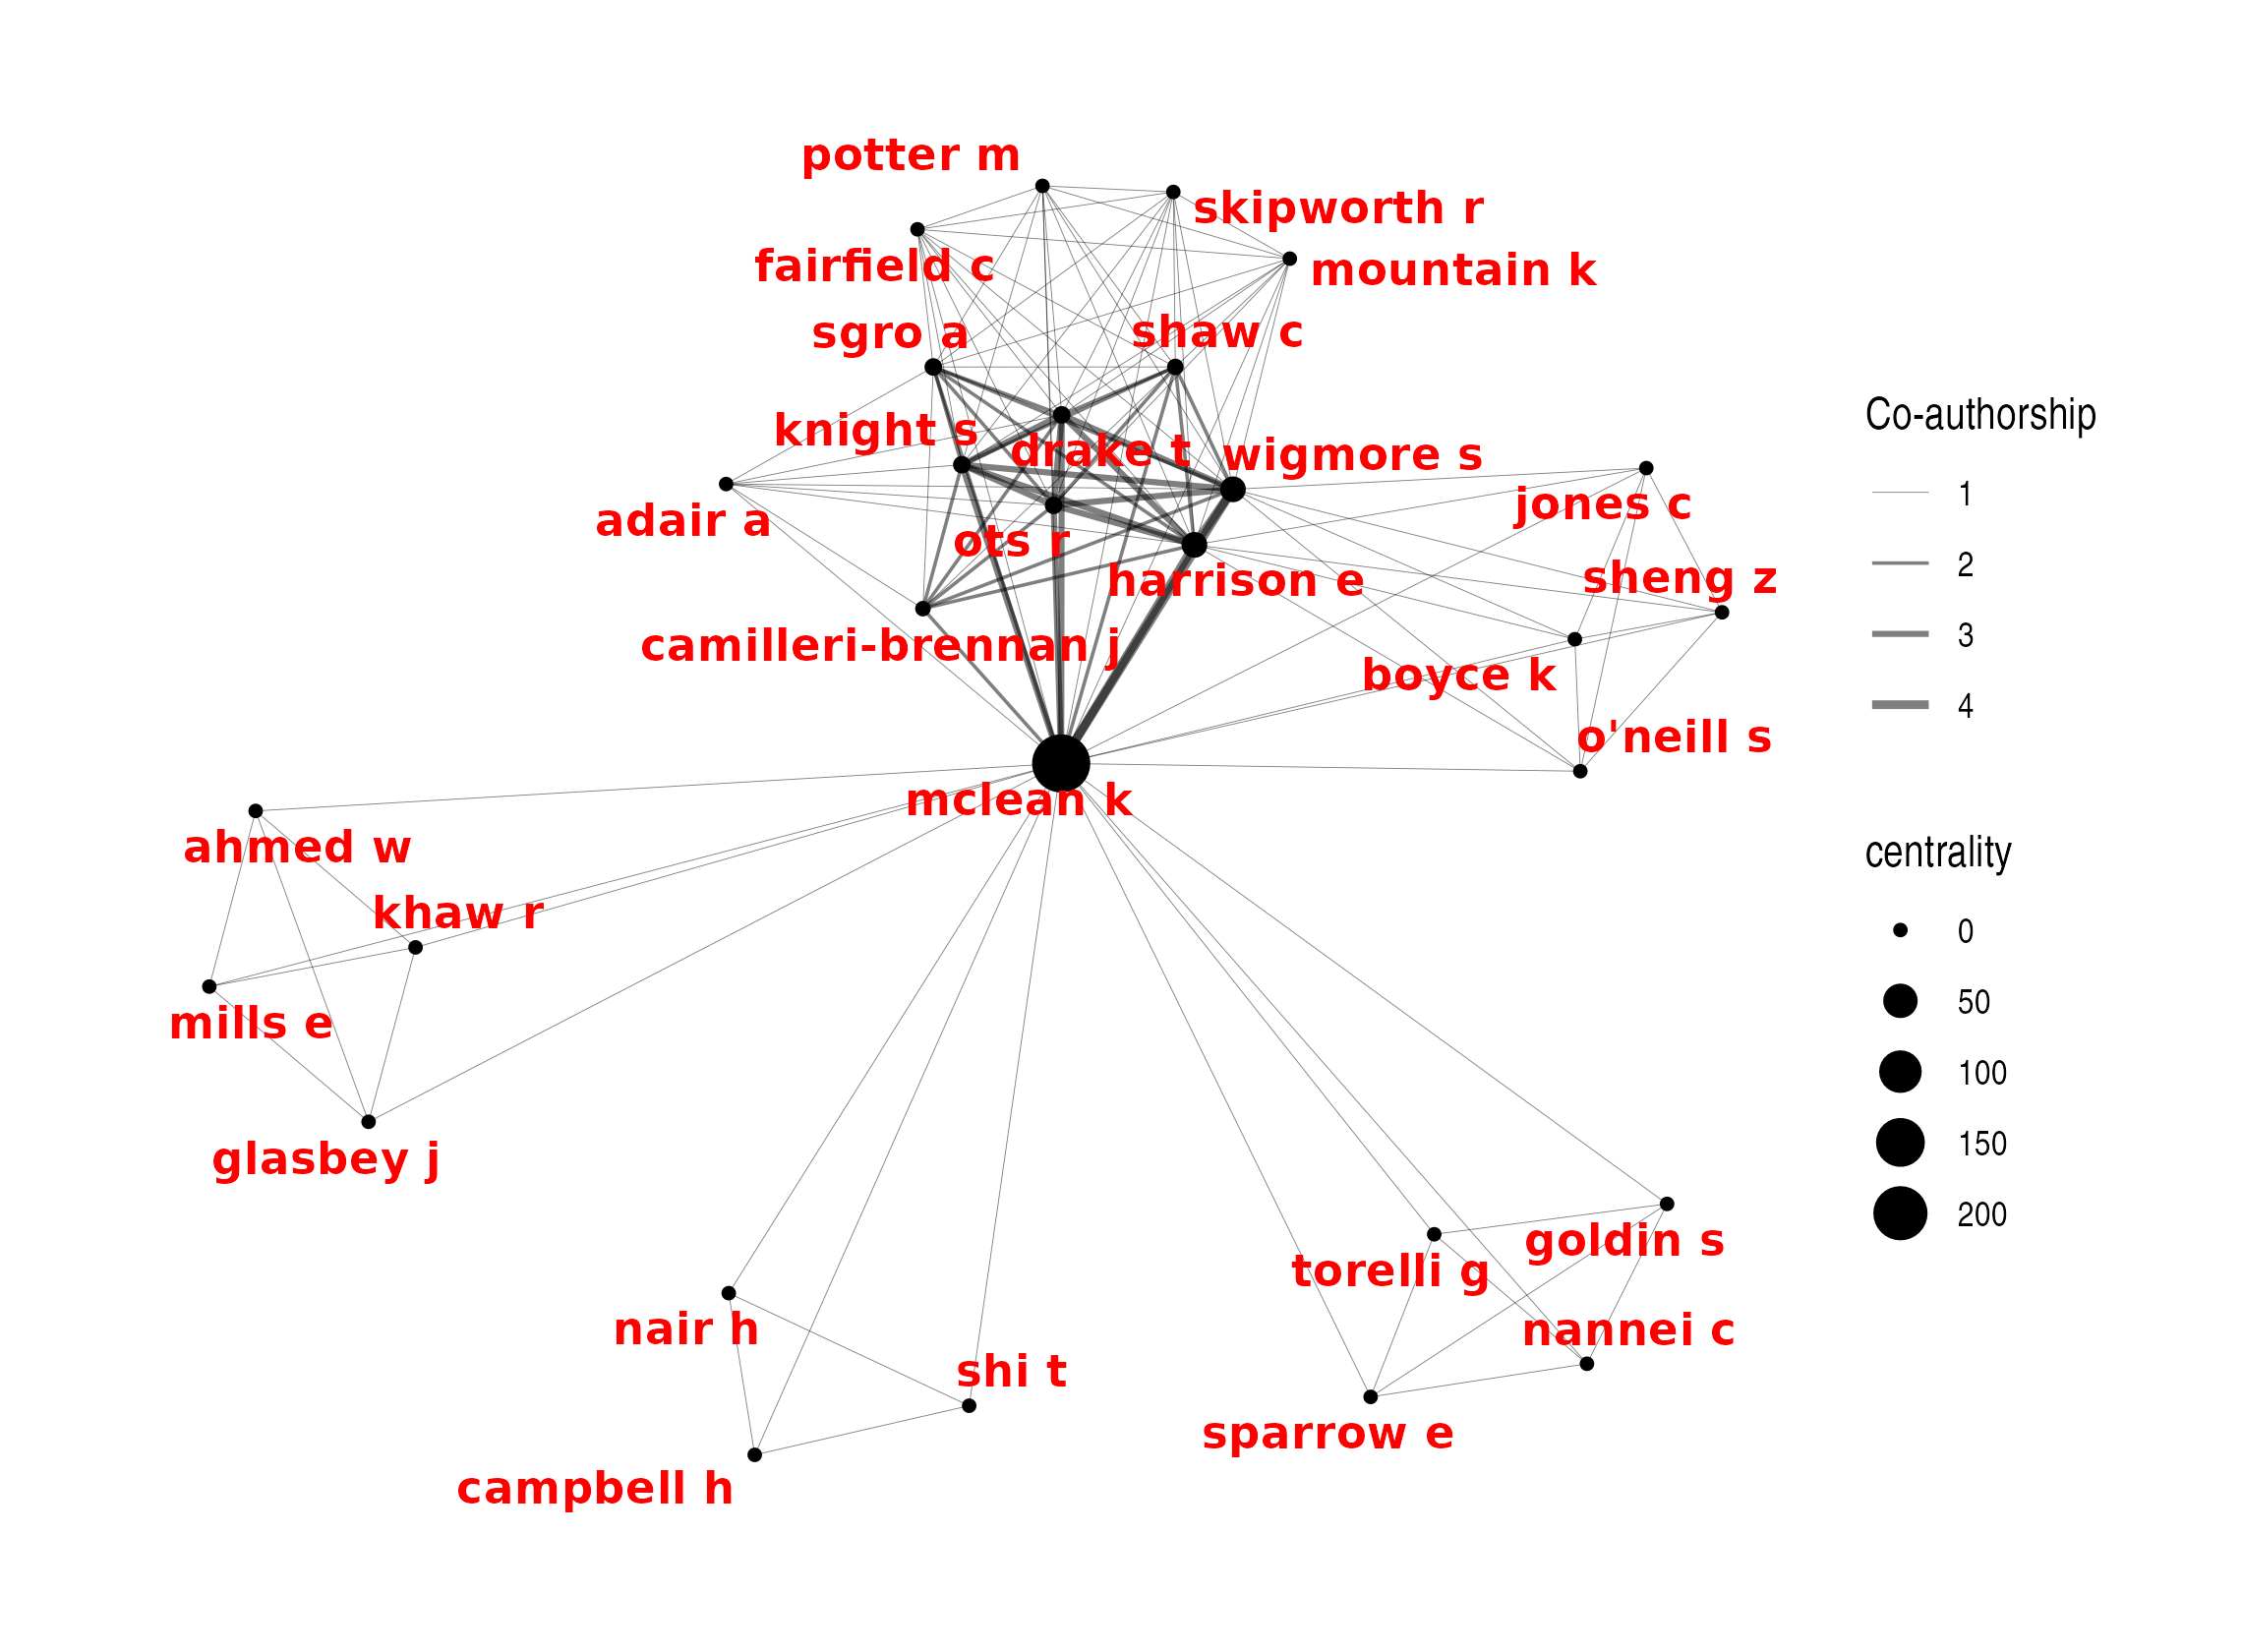 potter m
skipworth r
fairfield c
mountain k
sgro a
shaw c
knight s
drake t
wigmore s
adair a
ots r
jones c
harrison e
sheng z
camilleri-brennan j
boyce k
o'neill s
mclean k
ahmed w
khaw r
mills e
glasbey j
goldin s
torelli g
nair h
nannei c
shi t
sparrow e
campbell h
Co-authorship
1
2
3
4
centrality
0
50
100
150
200